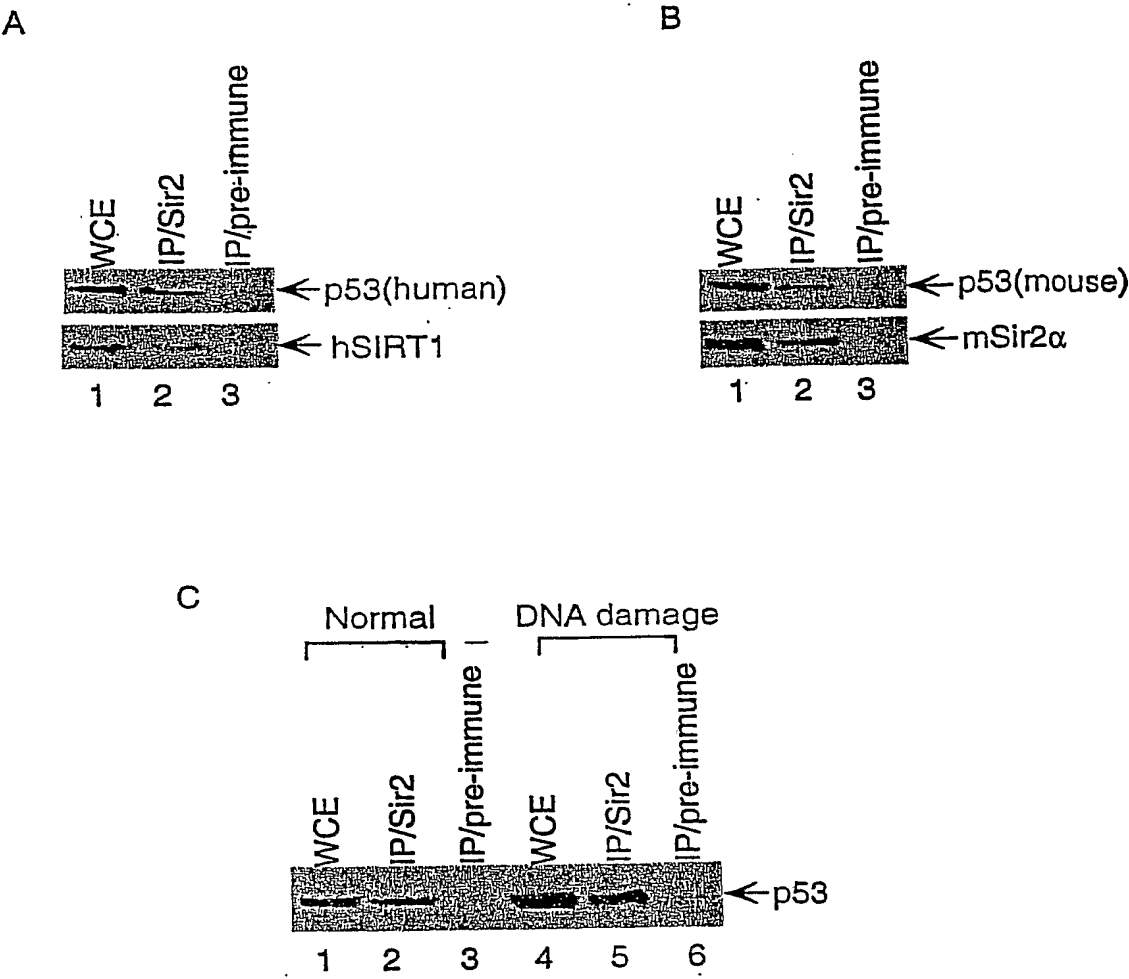 A
WCE
IP/Sir2
IP/pre-immune
p53(human)
hSIRT1
1 2 3
B
WCE
IP/Sir2
IP/pre-immune
p53(mouse)
mSir2α
1 2 3
C
Normal
DNA damage
WCE
IP/Sir2
IP/pre-immune
WCE
IP/Sir2
IP/pre-immune
p53
1 2 3 4 5 6